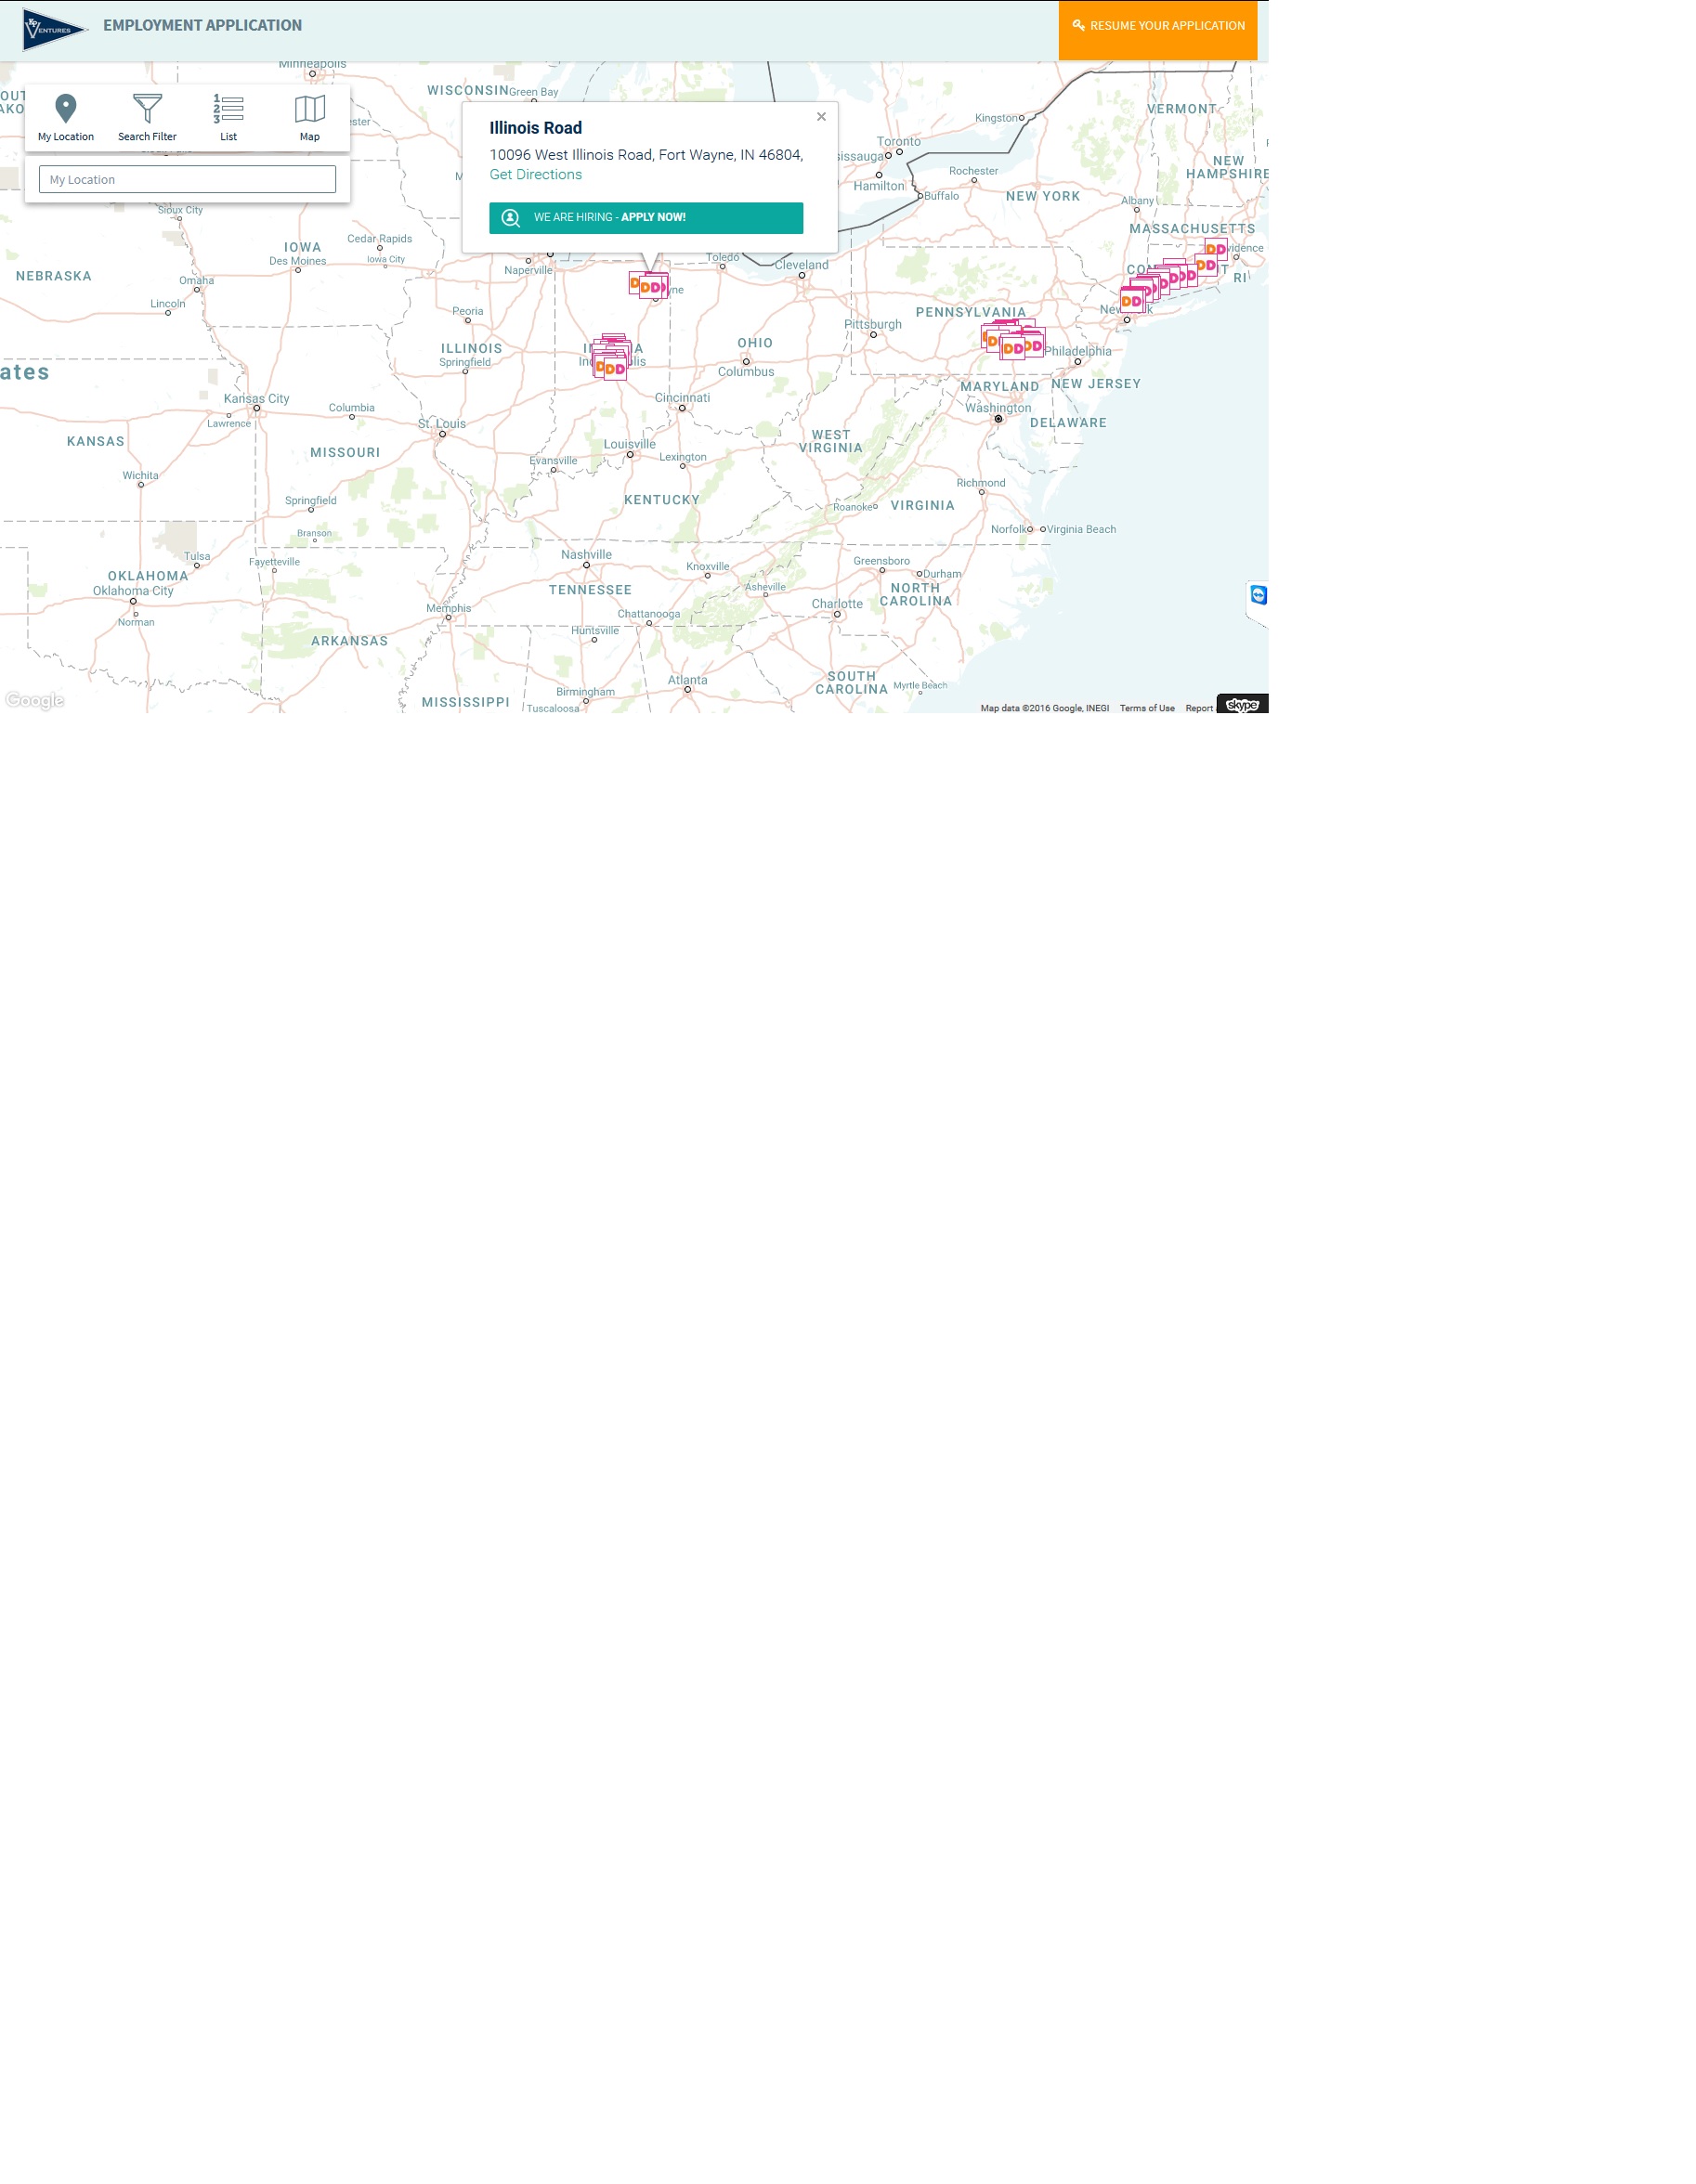 VENTURES
EMPLOYMENT APPLICATION
RESUME YOUR APPLICATION
Minneapolis
WISCONSIN
Green Bay
VERMONT
My Location
Search Filter
1
2
3
List
Map
My Location
Illinois Road
10096 West Illinois Road, Fort Wayne, IN 46804,
Get Directions
WE ARE HIRING - APPLY NOW!
Kingston
Toronto
Hamilton
Rochester
Buffalo
NEW YORK
NEW
HAMPSHIRE
Albany
MASSACHUSETTS
RI
Sioux City
IOWA
Cedar Rapids
Iowa City
Des Moines
NEBRASKA
Omaha
Lincoln
Naperville
Toledo
Cleveland
DD
Peoria
ILLINOIS
Springfield
OHIO
Columbus
Pittsburgh
PENNSYLVANIA
Philadelphia
MARYLAND
NEW JERSEY
Washington
DELAWARE
ates
Kansas City
Lawrence
Columbia
St. Louis
Cincinnati
KANSAS
MISSOURI
Wichita
Louisville
Evansville
Lexington
WEST
VIRGINIA
KENTUCKY
Springfield
Branson
Richmond
Roanoke
VIRGINIA
Norfolk
Virginia Beach
Tulsa
Fayetteville
OKLAHOMA
Oklahoma City
Norman
Nashville
TENNESSEE
Knoxville
Asheville
Greensboro
Durham
NORTH
CAROLINA
Charlotte
Memphis
Chattanooga
Huntsville
ARKANSAS
Atlanta
SOUTH
CAROLINA
Myrtle Beach
MISSISSIPPI
Birmingham
Tuscaloosa
Google
Map data ©2016 Google, INEGI
Terms of Use
Report
skype